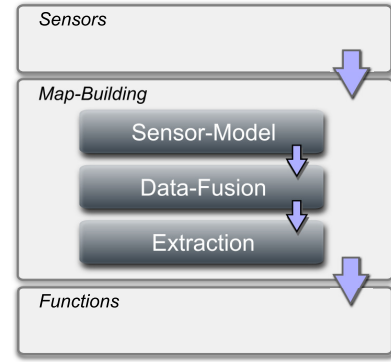 Sensors
Map-Building
Sensor-Model
Data-Fusion
Extraction
Functions